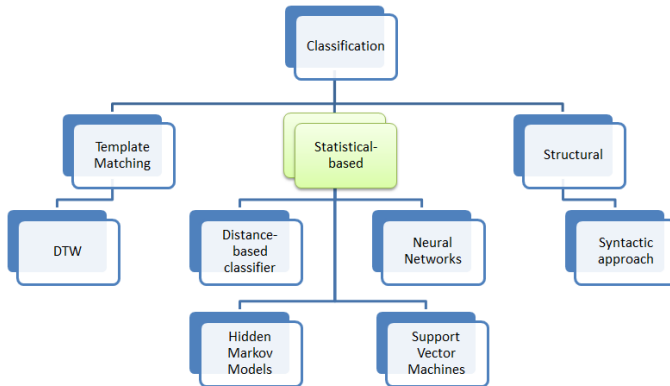 Classification
Template
Matching
Statistical-
based
Structural
DTW
Distance-
based
classifier
Neural
Networks
Syntactic
approach
Hidden
Markov
Models
Support
Vector
Machines